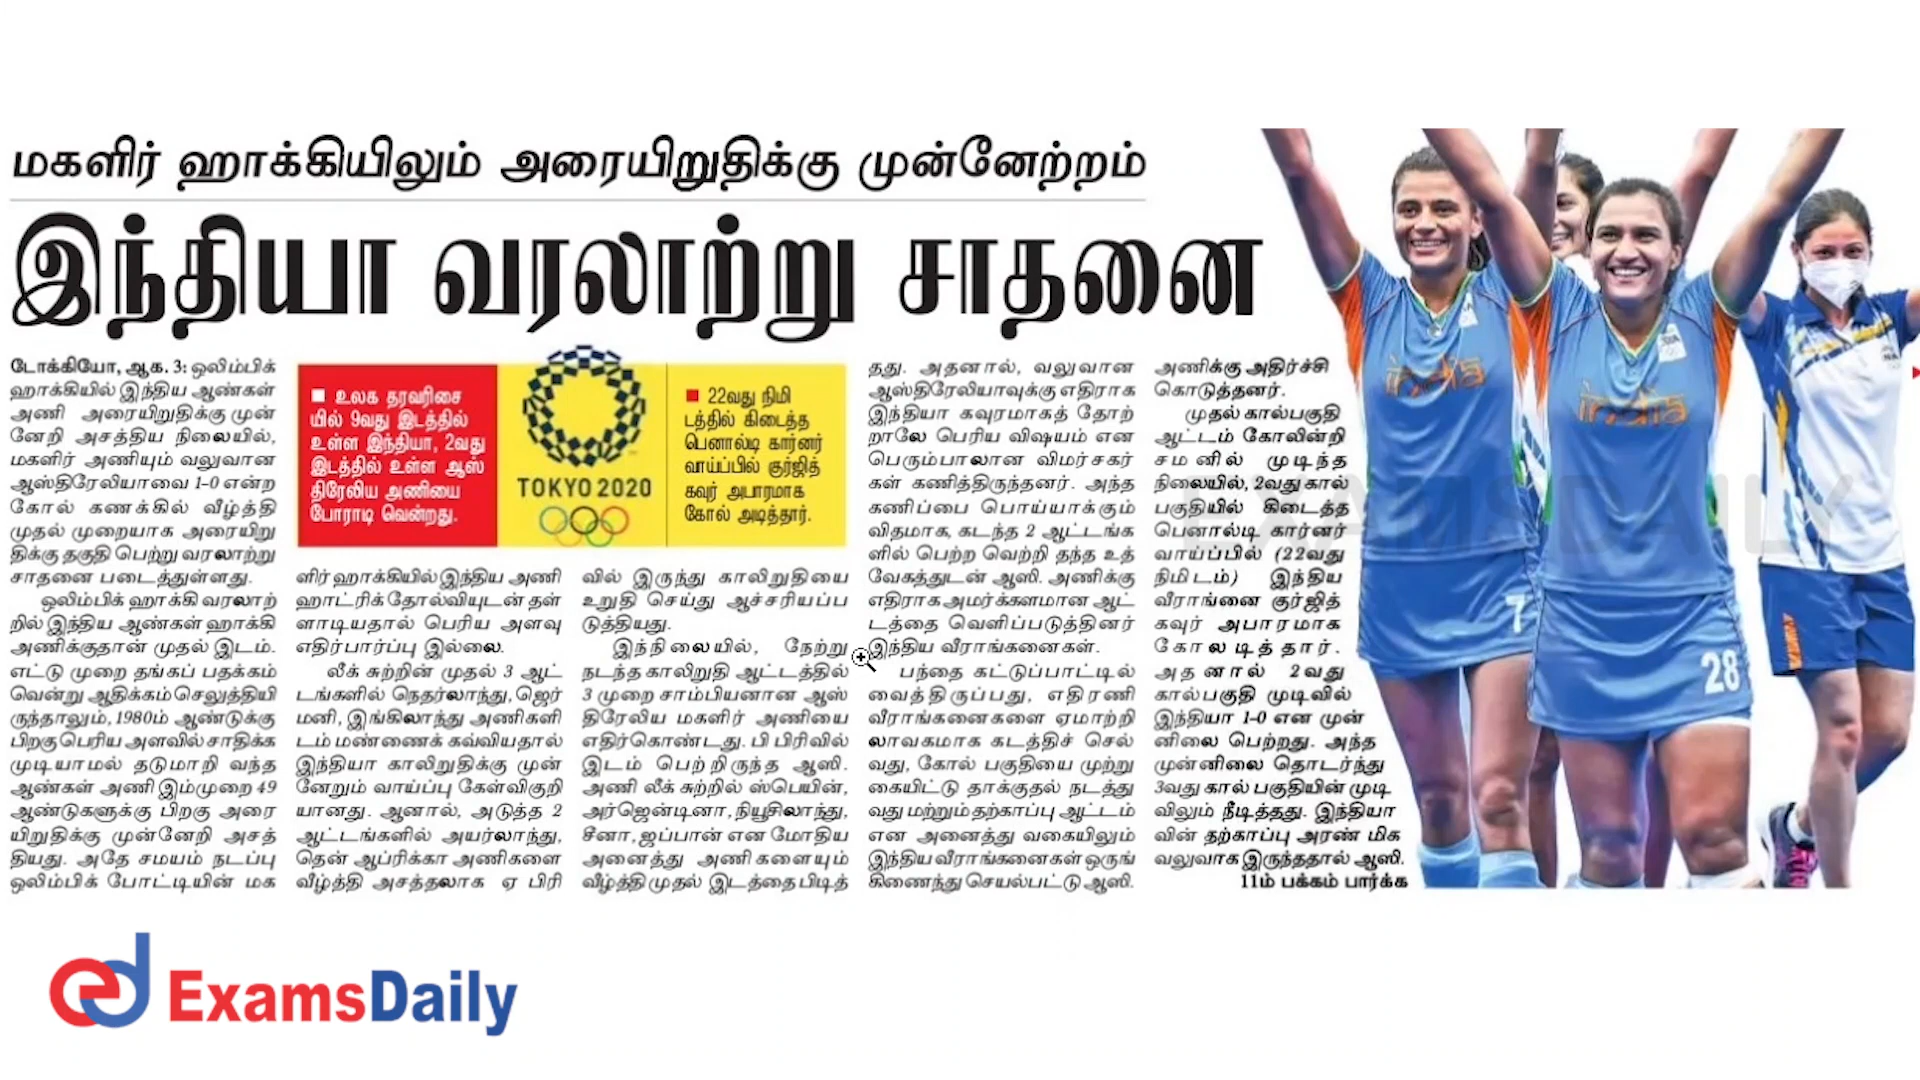 மகளிர் ஹாக்கியிலும் அரையிறுதிக்கு முன்னேற்றம்
இந்தியா வரலாற்று சாதனை
டோக்கியோ, ஆக. 3: ஒலிம்பிக்
ஹாக்கியில் இந்திய ஆண்கள்
அணி அரையிறுதிக்கு முன்
னேறி அசத்திய நிலையில்,
மகளிர் அணியும் வலுவான
ஆஸ்திரேலியாவை 1-0 என்ற
கோல் கணக்கில் வீழ்த்தி
முதல் முறையாக அரையிறு
திக்கு தகுதி பெற்று வரலாற்று
சாதனை படைத்துள்ளது.
ஒலிம்பிக் ஹாக்கி வரலாற்
றில் இந்திய ஆண்கள் ஹாக்கி
அணிக்குதான் முதல் இடம்.
எட்டு முறை தங்கப் பதக்கம்
வென்று ஆதிக்கம் செலுத்தியி
ருந்தாலும், 1980ம் ஆண்டுக்கு
பிறகு பெரிய அளவில் சாதிக்க
முடியாமல் தடுமாறி வந்த
ஆண்கள் அணி இம்முறை 49
ஆண்டுகளுக்கு பிறகு அரை
யிறுதிக்கு முன்னேறி அசத்
தியது. அதே சமயம் நடப்பு
ஒலிம்பிக் போட்டியின் மக
■ உலக தரவரிசை
யில் 9வது இடத்தில்
உள்ள இந்தியா, 2வது
இடத்தில் உள்ள ஆஸ்
திரேலிய அணியை
போராடி வென்றது.
TOKYO 2020
■ 22வது நிமி
டத்தில் கிடைத்த
பெனால்டி கார்னர்
வாய்ப்பில் குர்ஜித்
கவுர் அபாரமாக
கோல் அடித்தார்.
ளிர் ஹாக்கியில் இந்திய அணி
ஹாட்ரிக் தோல்வியுடன் தள்
ளாடியதால் பெரிய அளவு
எதிர்பார்ப்பு இல்லை.
லீக் சுற்றின் முதல் 3 ஆட்
டங்களில் நெதர்லாந்து, ஜெர்
மனி, இங்கிலாந்து அணிகளி
டம் மண்ணைக் கவ்வியதால்
இந்தியா காலிறுதிக்கு முன்
னேறும் வாய்ப்பு கேள்விகுறி
யானது. ஆனால், அடுத்த 2
ஆட்டங்களில் அயர்லாந்து,
தென் ஆப்ரிக்கா அணிகளை
வீழ்த்தி அசத்தலாக ஏ பிரி
வில் இருந்து காலிறுதியை
உறுதி செய்து ஆச்சரியப்ப
டுத்தியது.
இந்நிலையில், நேற்று
நடந்த காலிறுதி ஆட்டத்தில்
3 முறை சாம்பியனான ஆஸ்
திரேலிய மகளிர் அணியை
எதிர்கொண்டது. பி பிரிவில்
இடம் பெற்றிருந்த ஆஸி.
அணி லீக் சுற்றில் ஸ்பெயின்,
அர்ஜென்டினா, நியூசிலாந்து,
சீனா, ஜப்பான் என மோதிய
அனைத்து அணிகளையும்
வீழ்த்தி முதல் இடத்தை பிடித்
தது. அதனால், வலுவான
ஆஸ்திரேலியாவுக்கு எதிராக
இந்தியா கவுரமாகத் தோற்
றாலே பெரிய விஷயம் என
பெரும்பாலான விமர்சகர்
கள் கணித்திருந்தனர். அந்த
கணிப்பை பொய்யாக்கும்
விதமாக, கடந்த 2 ஆட்டங்க
ளில் பெற்ற வெற்றி தந்த உத்
வேகத்துடன் ஆஸி. அணிக்கு
எதிராக அமர்க்களமான ஆட்
டத்தை வெளிப்படுத்தினர்
இந்திய வீராங்கனைகள்.
பந்தை கட்டுப்பாட்டில்
வைத்திருப்பது, எதிரணி
வீராங்கனைகளை ஏமாற்றி
லாவகமாக கடத்திச் செல்
வது, கோல் பகுதியை முற்று
கையிட்டு தாக்குதல் நடத்து
வது மற்றும் தற்காப்பு ஆட்டம்
என அனைத்து வகையிலும்
இந்திய வீராங்கனைகள் ஒருங்
கிணைந்து செயல்பட்டு ஆஸி.
அணிக்கு அதிர்ச்சி
கொடுத்தனர்.
முதல் கால்பகுதி
ஆட்டம் கோலின்றி
சமனில் முடிந்த
நிலையில், 2வது கால்
பகுதியில் கிடைத்த
பெனால்டி கார்னர்
வாய்ப்பில் (22வது
நிமிடம்) இந்திய
வீராங்னை குர்ஜித்
கவுர் அபாரமாக
கோலடித்தார்.
அதனால் 2வது
கால்பகுதி முடிவில்
இந்தியா 1-0 என முன்
னிலை பெற்றது. அந்த
முன்னிலை தொடர்ந்து
3வது கால் பகுதியின் முடி
விலும் நீடித்தது. இந்தியா
வின் தற்காப்பு அரண் மிக
வலுவாக இருந்ததால் ஆஸி.
11ம் பக்கம் பார்க்க
india
india
7
28
EXAMSDAILY
ExamsDaily